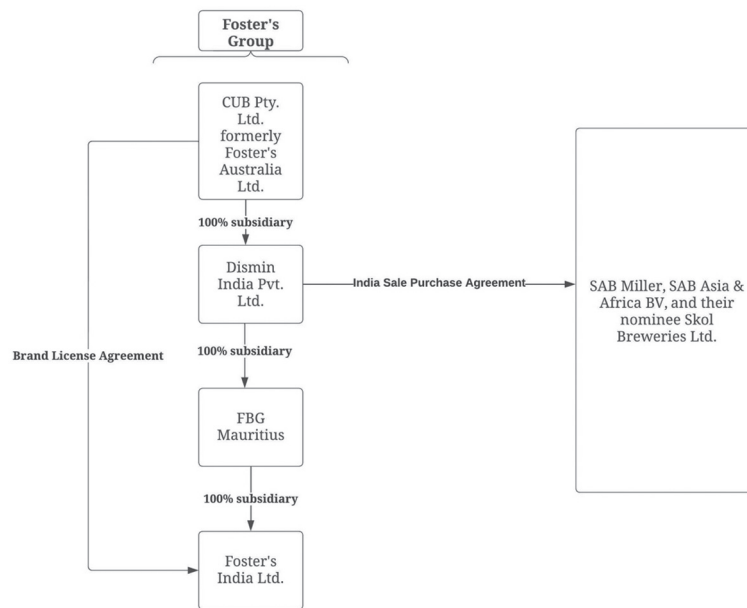 Foster's
Group
CUB Pty.
Ltd.
formerly
Foster's
Australia
Ltd.
100% subsidiary
Dismin
India Pvt.
Ltd.
India Sale Purchase Agreement
SAB Miller, SAB Asia &
Africa BV, and their
nominee Skol
Breweries Ltd.
100% subsidiary
Brand License Agreement
FBG
Mauritius
100% subsidiary
Foster's
India Ltd.